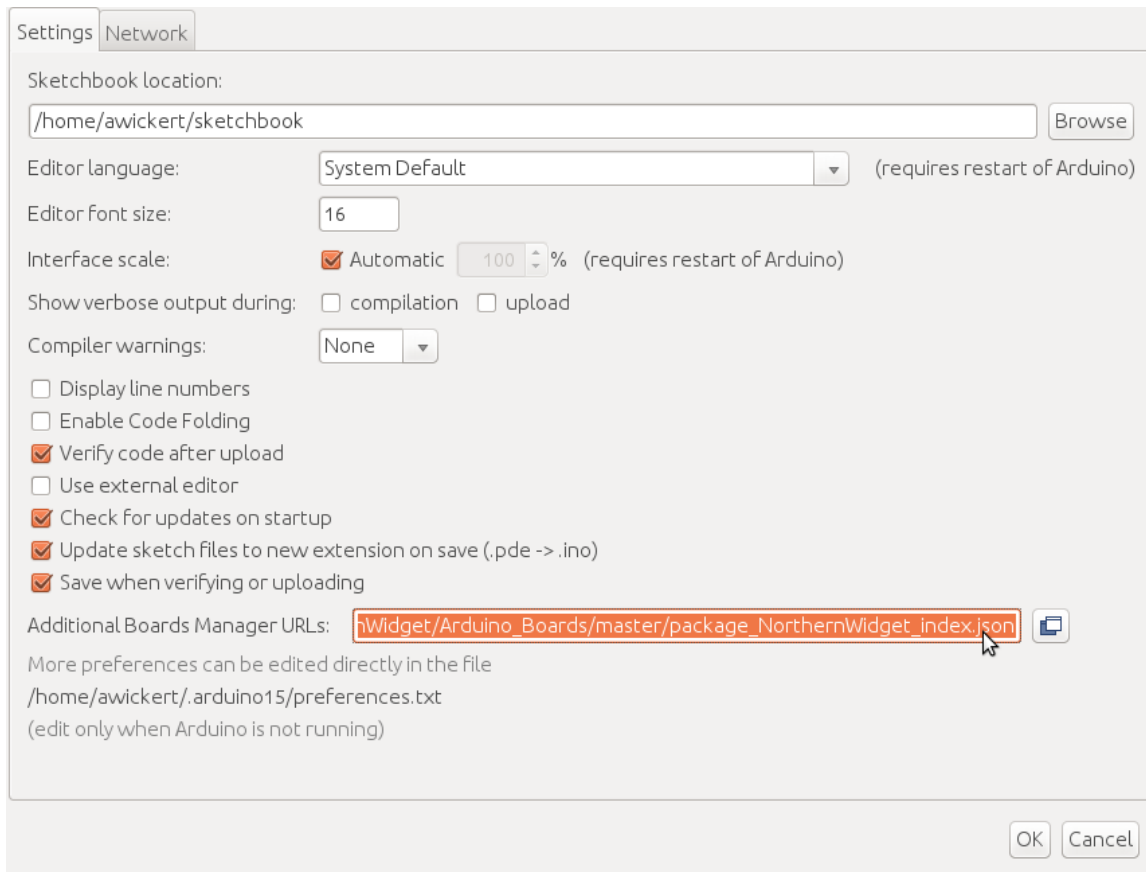 Settings Network
Sketchbook location:
/home/awickert/sketchbook Browse
Editor language: System Default (requires restart of Arduino)
Editor font size: 16
Interface scale: Automatic 100 % (requires restart of Arduino)
Show verbose output during: compilation upload
Compiler warnings: None
Display line numbers
Enable Code Folding
Verify code after upload
Use external editor
Check for updates on startup
Update sketch files to new extension on save (.pde -> .ino)
Save when verifying or uploading
Additional Boards Manager URLs: nWidget/Arduino_Boards/master/package_NorthernWidget_index.json
More preferences can be edited directly in the file
/home/awickert/.arduino15/preferences.txt
(edit only when Arduino is not running)
OK Cancel